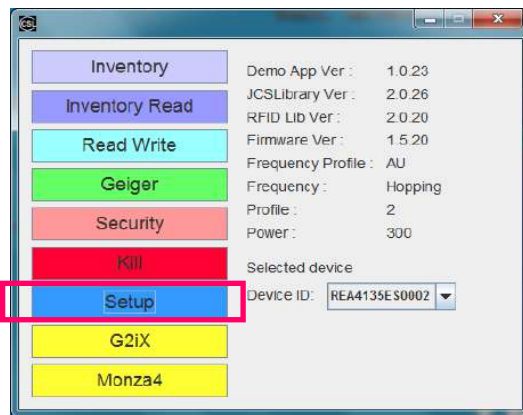 CSL
Inventory
Inventory Read
Read Write
Geiger
Security
Kill
Setup
G2iX
Monza4
Demo App Ver : 1.0.23
JCSLibrary Ver : 2.0.26
RFID Lib Ver : 2.0.20
Firmware Ver : 1.5.20
Frequency Profile : AU
Frequency : Hopping
Profile : 2
Power : 300
Selected device
Device ID: REA4135ES0002